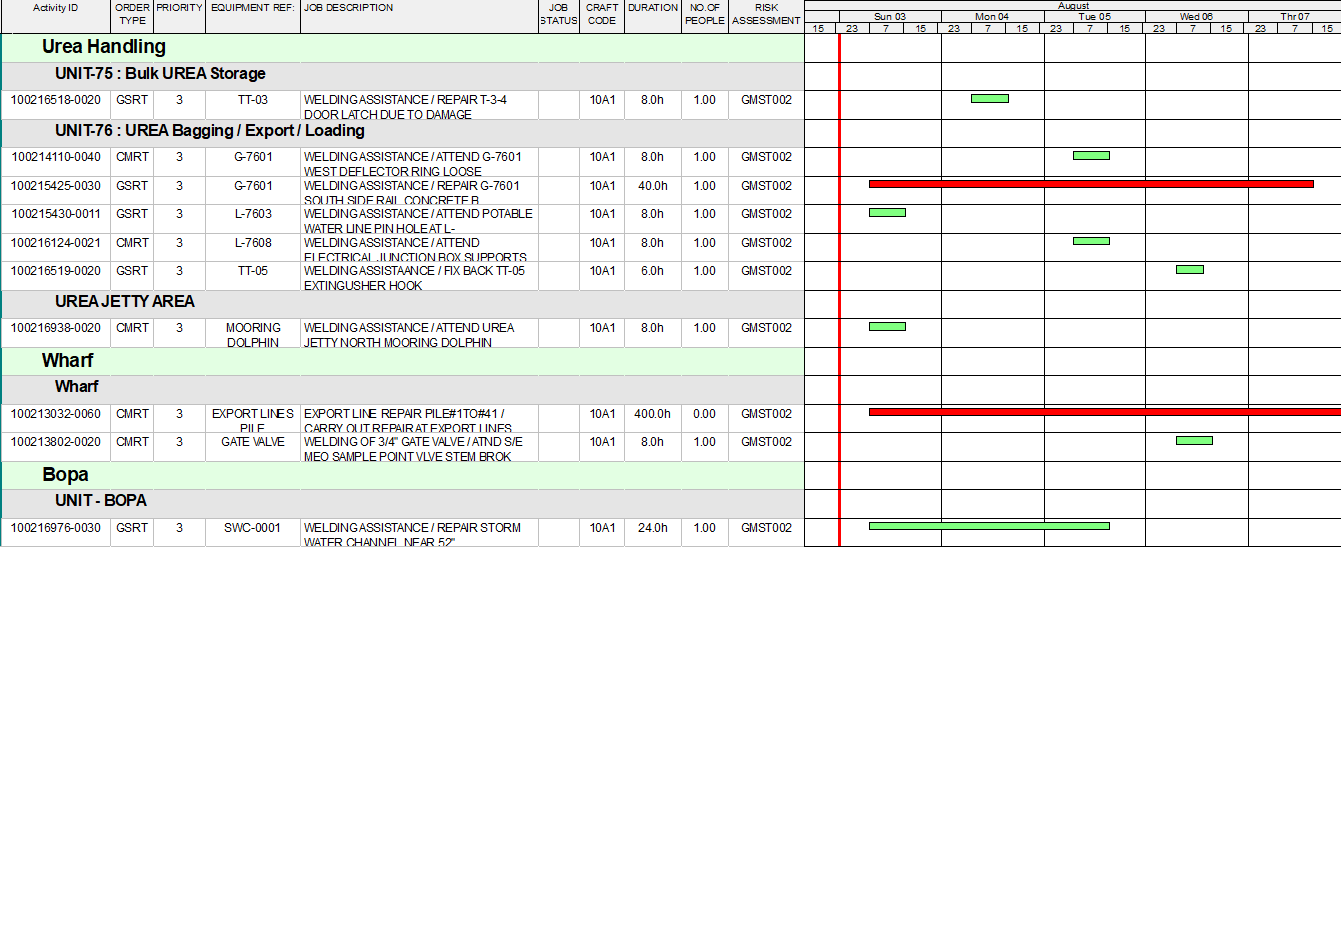 August
Activity ID ORDER TYPE PRIORITY EQUIPMENT REF: JOB DESCRIPTION JOB STATUS CRAFT CODE DURATION NO.OF PEOPLE RISK ASSESSMENT
Sun 03 Mon 04 Tue 05 Wed 06 Thr 07
15 23 7 15 23 7 15 23 7 15 23 7 15 23 7 15
Urea Handling
UNIT-75 : Bulk UREA Storage
100216518-0020 GSRT 3 TT-03 WELDING ASSISTANCE / REPAIR T-3-4 10A1 8.0h 1.00 GMST002
DOOR LATCH DUE TO DAMAGE
UNIT-76 : UREA Bagging / Export / Loading
100214110-0040 CMRT 3 G-7601 WELDING ASSISTANCE / ATTEND G-7601 10A1 8.0h 1.00 GMST002
WEST DEFLECTOR RING LOOSE
100215425-0030 GSRT 3 G-7601 WELDING ASSISTANCE / REPAIR G-7601 10A1 40.0h 1.00 GMST002
SOUTH SIDE RAIL CONCRETE B
100215430-0011 GSRT 3 L-7603 WELDING ASSISTANCE / ATTEND POTABLE 10A1 8.0h 1.00 GMST002
WATER LINE PIN HOLE AT L-
100216124-0021 CMRT 3 L-7608 WELDING ASSISTANCE / ATTEND 10A1 8.0h 1.00 GMST002
ELECTRICAL JUNCTION BOX SUPPORTS
100216519-0020 GSRT 3 TT-05 WELDING ASSISTAANCE / FIX BACK TT-05 10A1 6.0h 1.00 GMST002
EXTINGUSHER HOOK
UREA JETTY AREA
100216938-0020 CMRT 3 MOORING WELDING ASSISTANCE / ATTEND UREA 10A1 8.0h 1.00 GMST002
DOLPHIN JETTY NORTH MOORING DOLPHIN
Wharf
Wharf
100213032-0060 CMRT 3 EXPORT LINES EXPORT LINE REPAIR PILE#1TO#41 / 10A1 400.0h 0.00 GMST002
PILE CARRY OUT REPAIR AT EXPORT LINES
100213802-0020 CMRT 3 GATE VALVE WELDING OF 3/4" GATE VALVE / ATND S/E 10A1 8.0h 1.00 GMST002
MEO SAMPLE POINT VLVE STEM BROK
Bopa
UNIT - BOPA
100216976-0030 GSRT 3 SWC-0001 WELDING ASSISTANCE / REPAIR STORM 10A1 24.0h 1.00 GMST002
WATER CHANNEL NEAR 52"